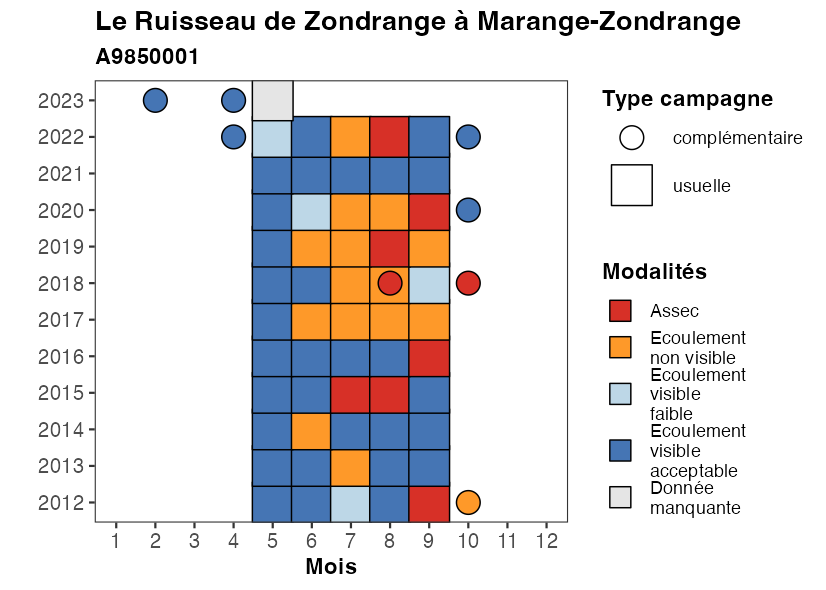 Le Ruisseau de Zondrange à Marange-Zondrange
A9850001
2023
2022
2021
2020
2019
2018
2017
2016
2015
2014
2013
2012
1 2 3 4 5 6 7 8 9 10 11 12
Mois
Type campagne
complémentaire
usuelle
Modalités
Assec
Ecoulement
non visible
Ecoulement
visible
faible
Ecoulement
visible
acceptable
Donnée
manquante